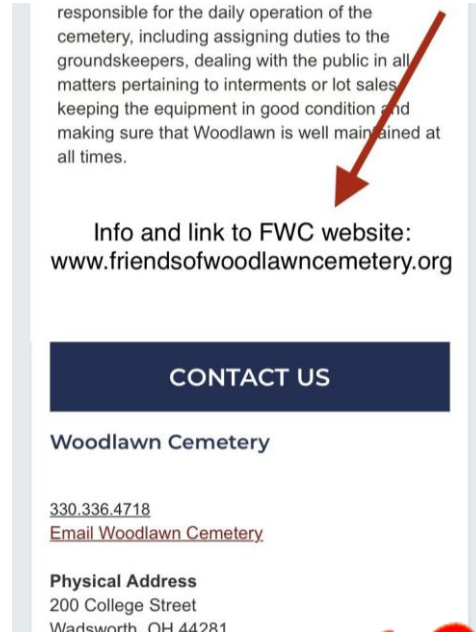 responsible for the daily operation of the
cemetery, including assigning duties to the
groundskeepers, dealing with the public in all
matters pertaining to interments or lot sales,
keeping the equipment in good condition and
making sure that Woodlawn is well maintained at
all times.
Info and link to FWC website:
www.friendsofwoodlawncemetery.org
CONTACT US
Woodlawn Cemetery
330.336.4718
Email Woodlawn Cemetery
Physical Address
200 College Street
Wadsworth, OH 44281